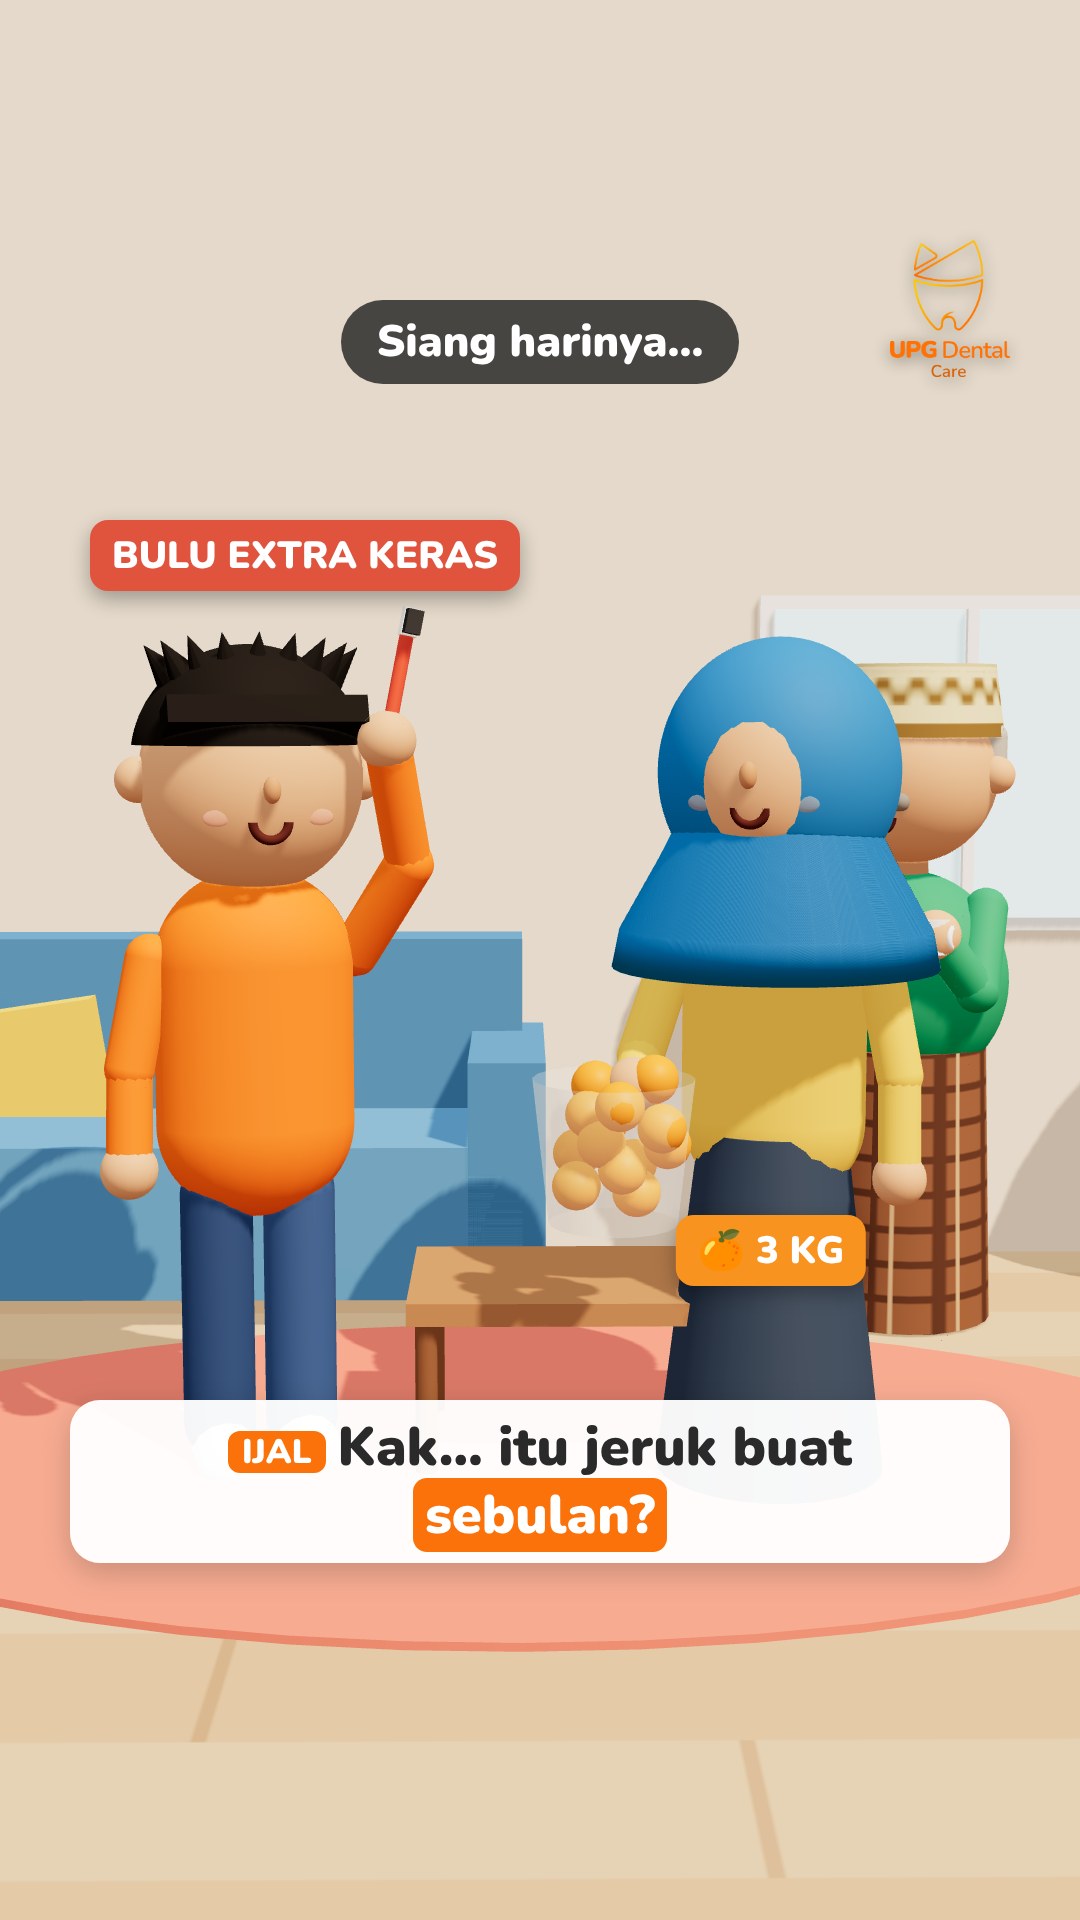 Siang harinya...
UPG Dental
Care
BULU EXTRA KERAS
3 KG
IJAL Kak... itu jeruk buat
sebulan?